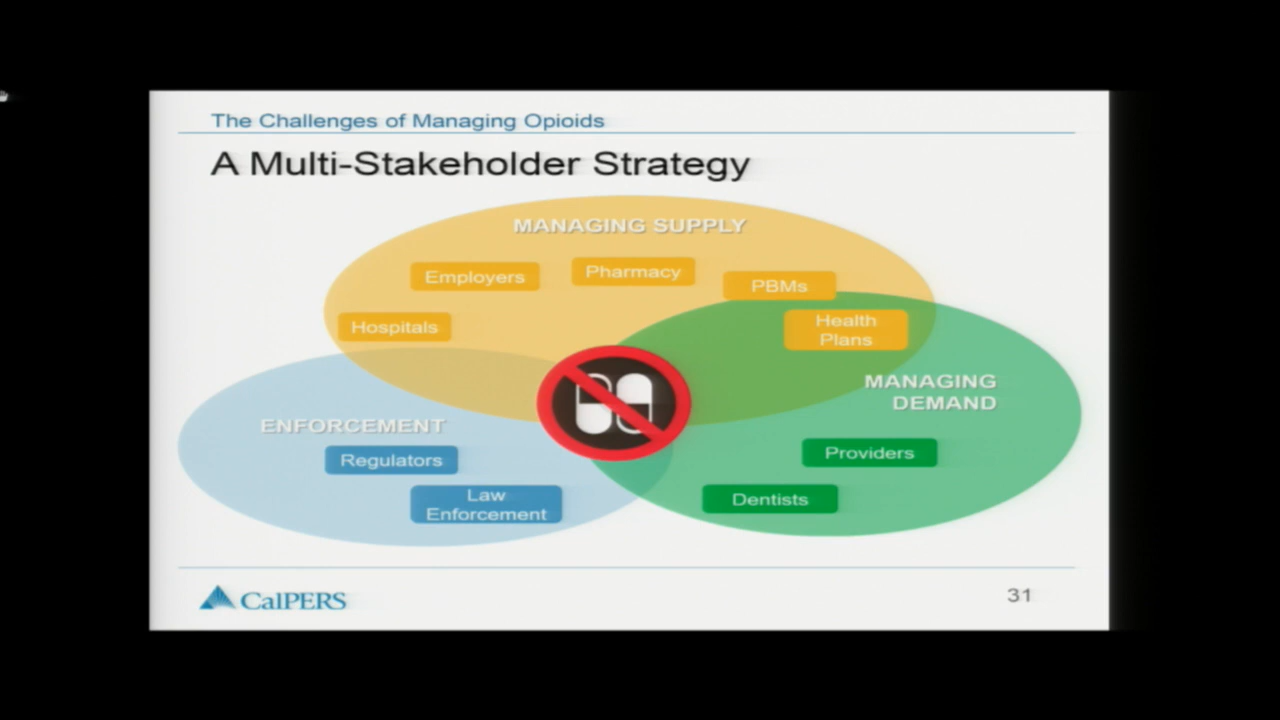 The Challenges of Managing Opioids
A Multi-Stakeholder Strategy
MANAGING SUPPLY
Employers
Pharmacy
PBMs
Hospitals
Health
Plans
MANAGING
DEMAND
ENFORCEMENT
Regulators
Providers
Law
Enforcement
Dentists
CalPERS
31